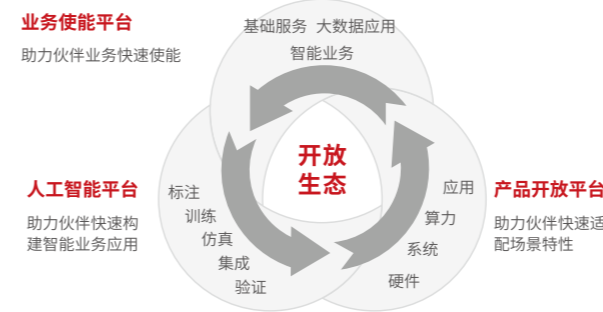 业务使能平台
助力伙伴业务快速使能
基础服务 大数据应用
智能业务
开放
生态
人工智能平台
助力伙伴快速构
建智能业务应用
标注
训练
仿真
集成
验证
应用
算力
系统
硬件
产品开放平台
助力伙伴快速适
配场景特性